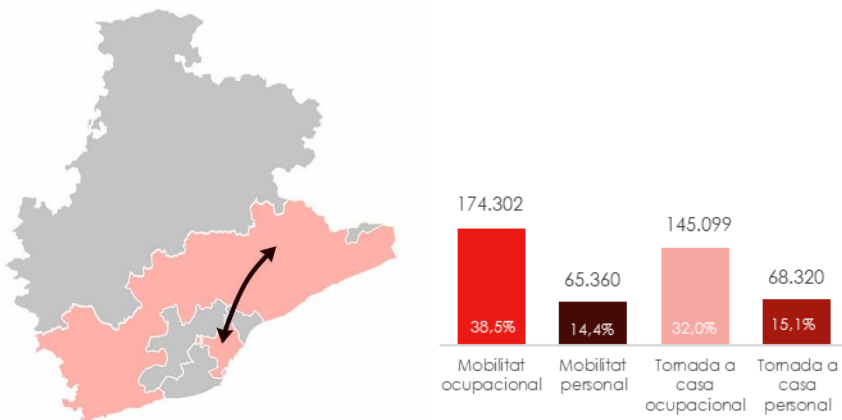 174.302
145.099
65.360
68.320
38,5%
14,4%
32,0%
15,1%
Mobilitat
ocupacional
Mobilitat
personal
Tornada a
casa
ocupacional
Tornada a
casa
personal